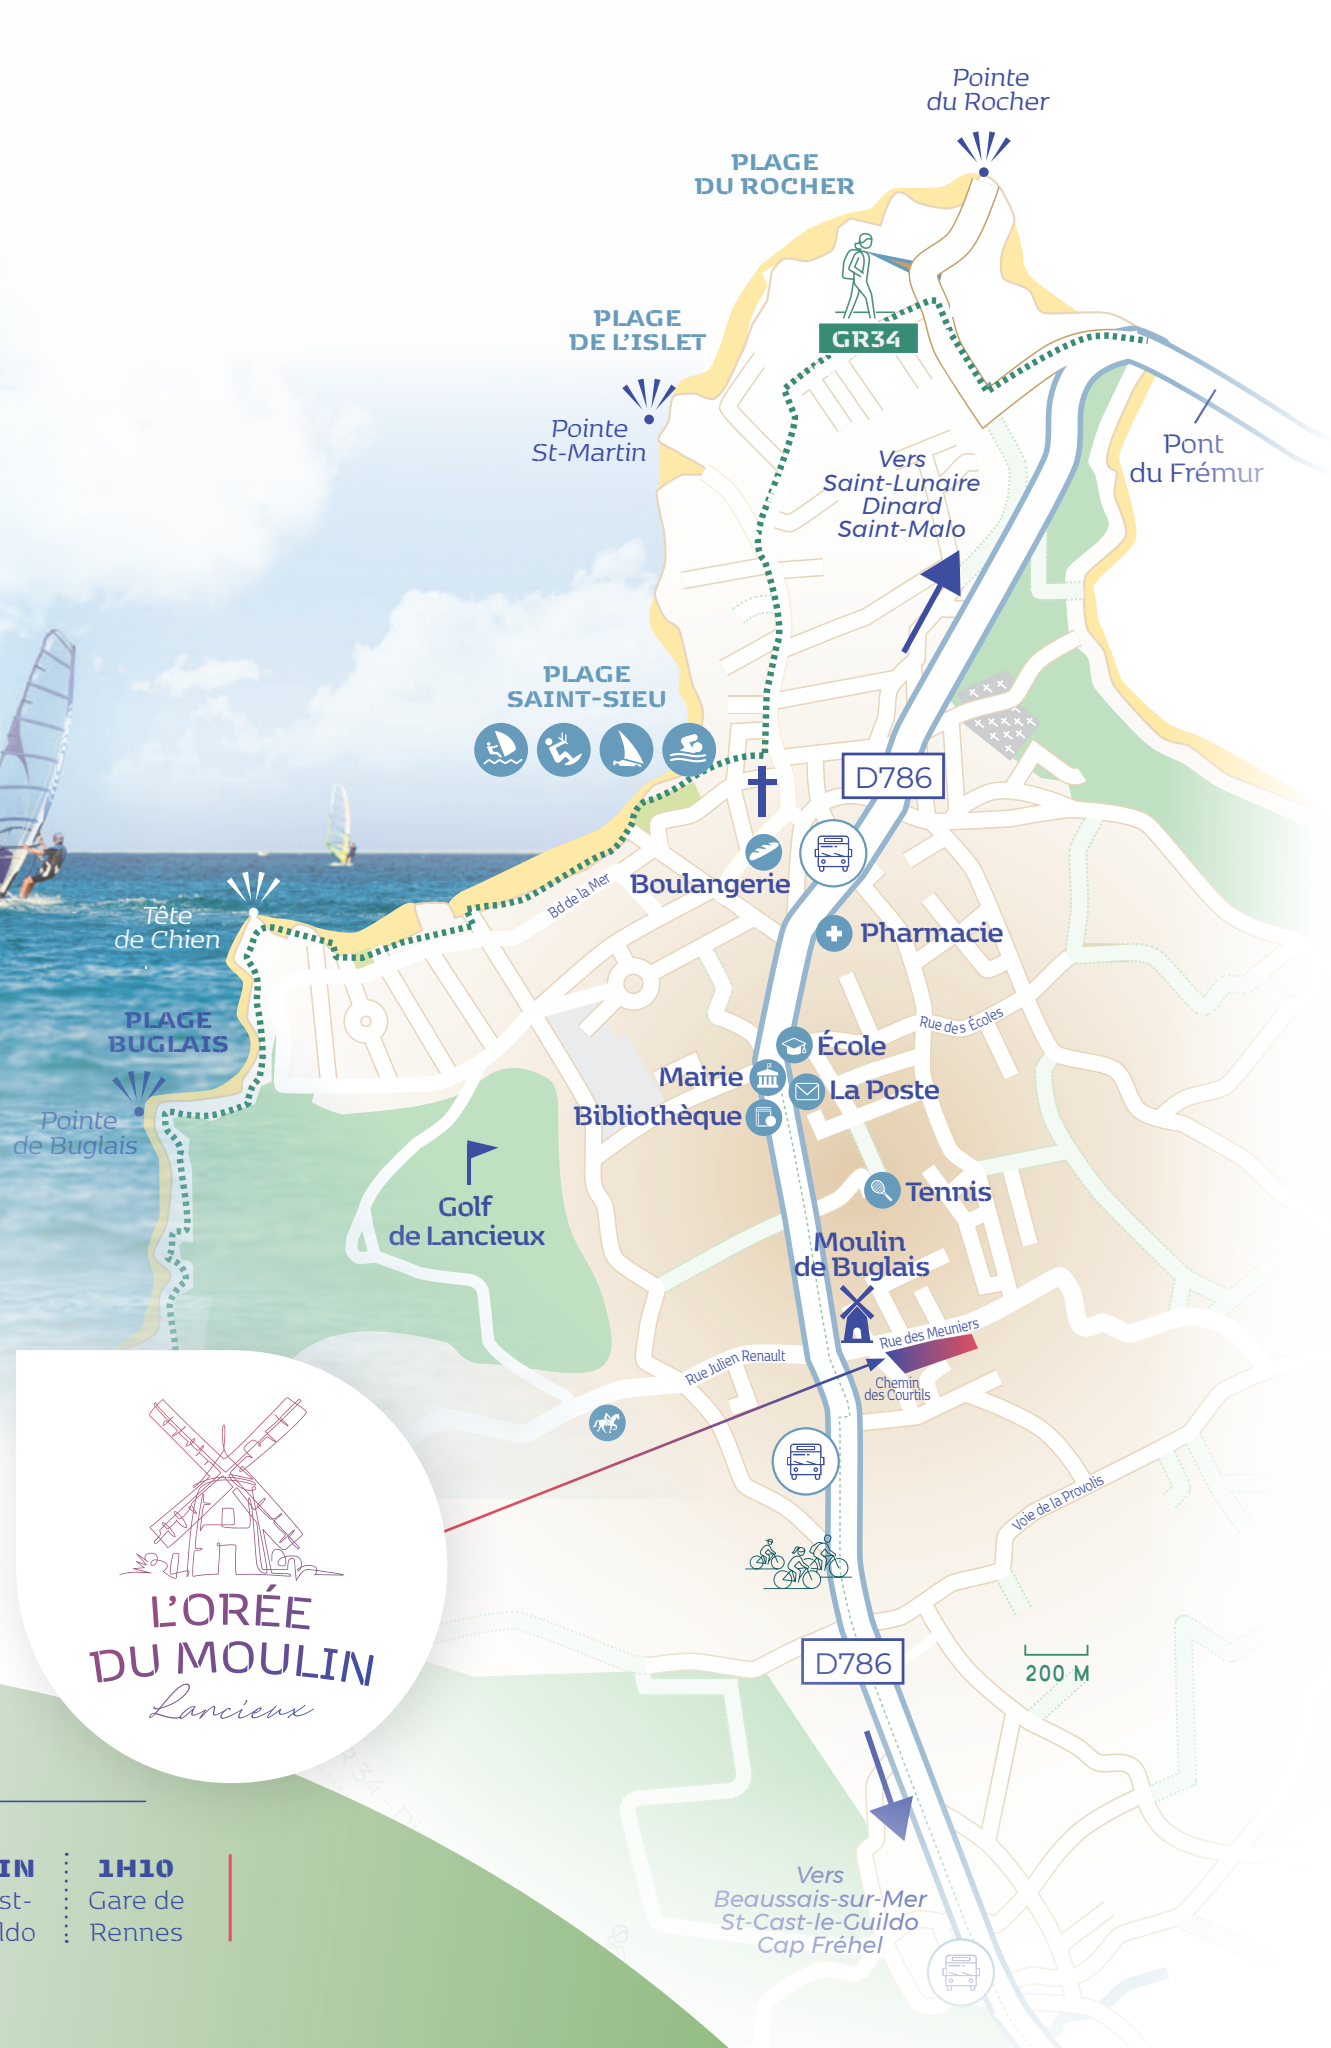 Pointe
du Rocher
PLAGE
DU ROCHER
GR34
PLAGE
DE L'ISLET
Pointe
St-Martin
Pont
du Frémur
Vers
Saint-Lunaire
Dinard
Saint-Malo
PLAGE
SAINT-SIEU
D786
Boulangerie
Bd de la Mer
Tête
de Chien
Pharmacie
PLAGE
BUGLAIS
Rue des Écoles
École
Mairie
La Poste
Bibliothèque
Pointe
de Buglais
Golf
de Lancieux
Tennis
Moulin
de Buglais
Rue des Meuniers
Rue Julien Renault
Chemin
des Courtils
Voie de la Provolis
L'ORÉE
DU MOULIN
Lancieux
D786
200 M
IN
st-
ldo
1H10
Gare de
Rennes
Vers
Beaussais-sur-Mer
St-Cast-le-Guildo
Cap Fréhel